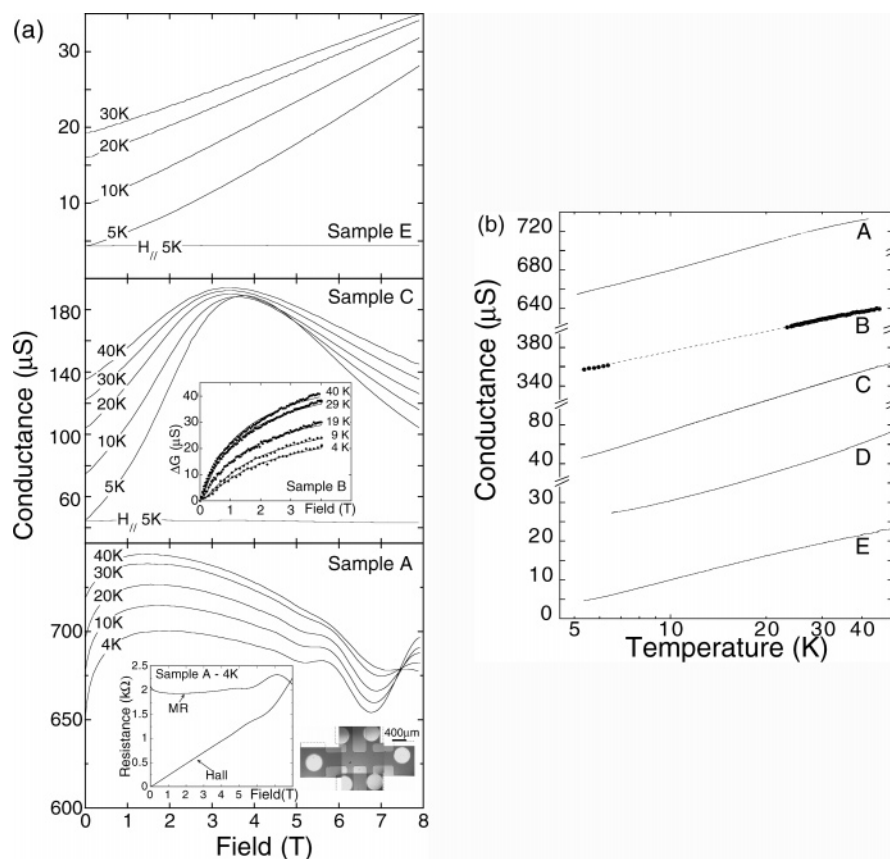 (a)
30
20
10
30K
20K
10K
5K
H// 5K
Sample E
180
140
100
60
Sample C
40K
30K
20K
10K
5K
H// 5K
40
30
20
10
0
ΔG (μS)
40 K
29 K
19 K
9 K
4 K
Sample B
0 1 2 3
Field (T)
Conductance (μS)
700
650
600
Sample A
40K
30K
20K
10K
4K
Sample A - 4K
2.5
2
1.5
1
0.5
0
Resistance (kΩ)
MR
Hall
0 1 2 3 4 5 Field(T)
400μm
0 1 2 3 4 5 6 7 8
Field (T)
(b)
720
680
640
380
340
80
40
30
20
10
0
Conductance (μS)
A
B
C
D
E
5 10 20 30 40
Temperature (K)